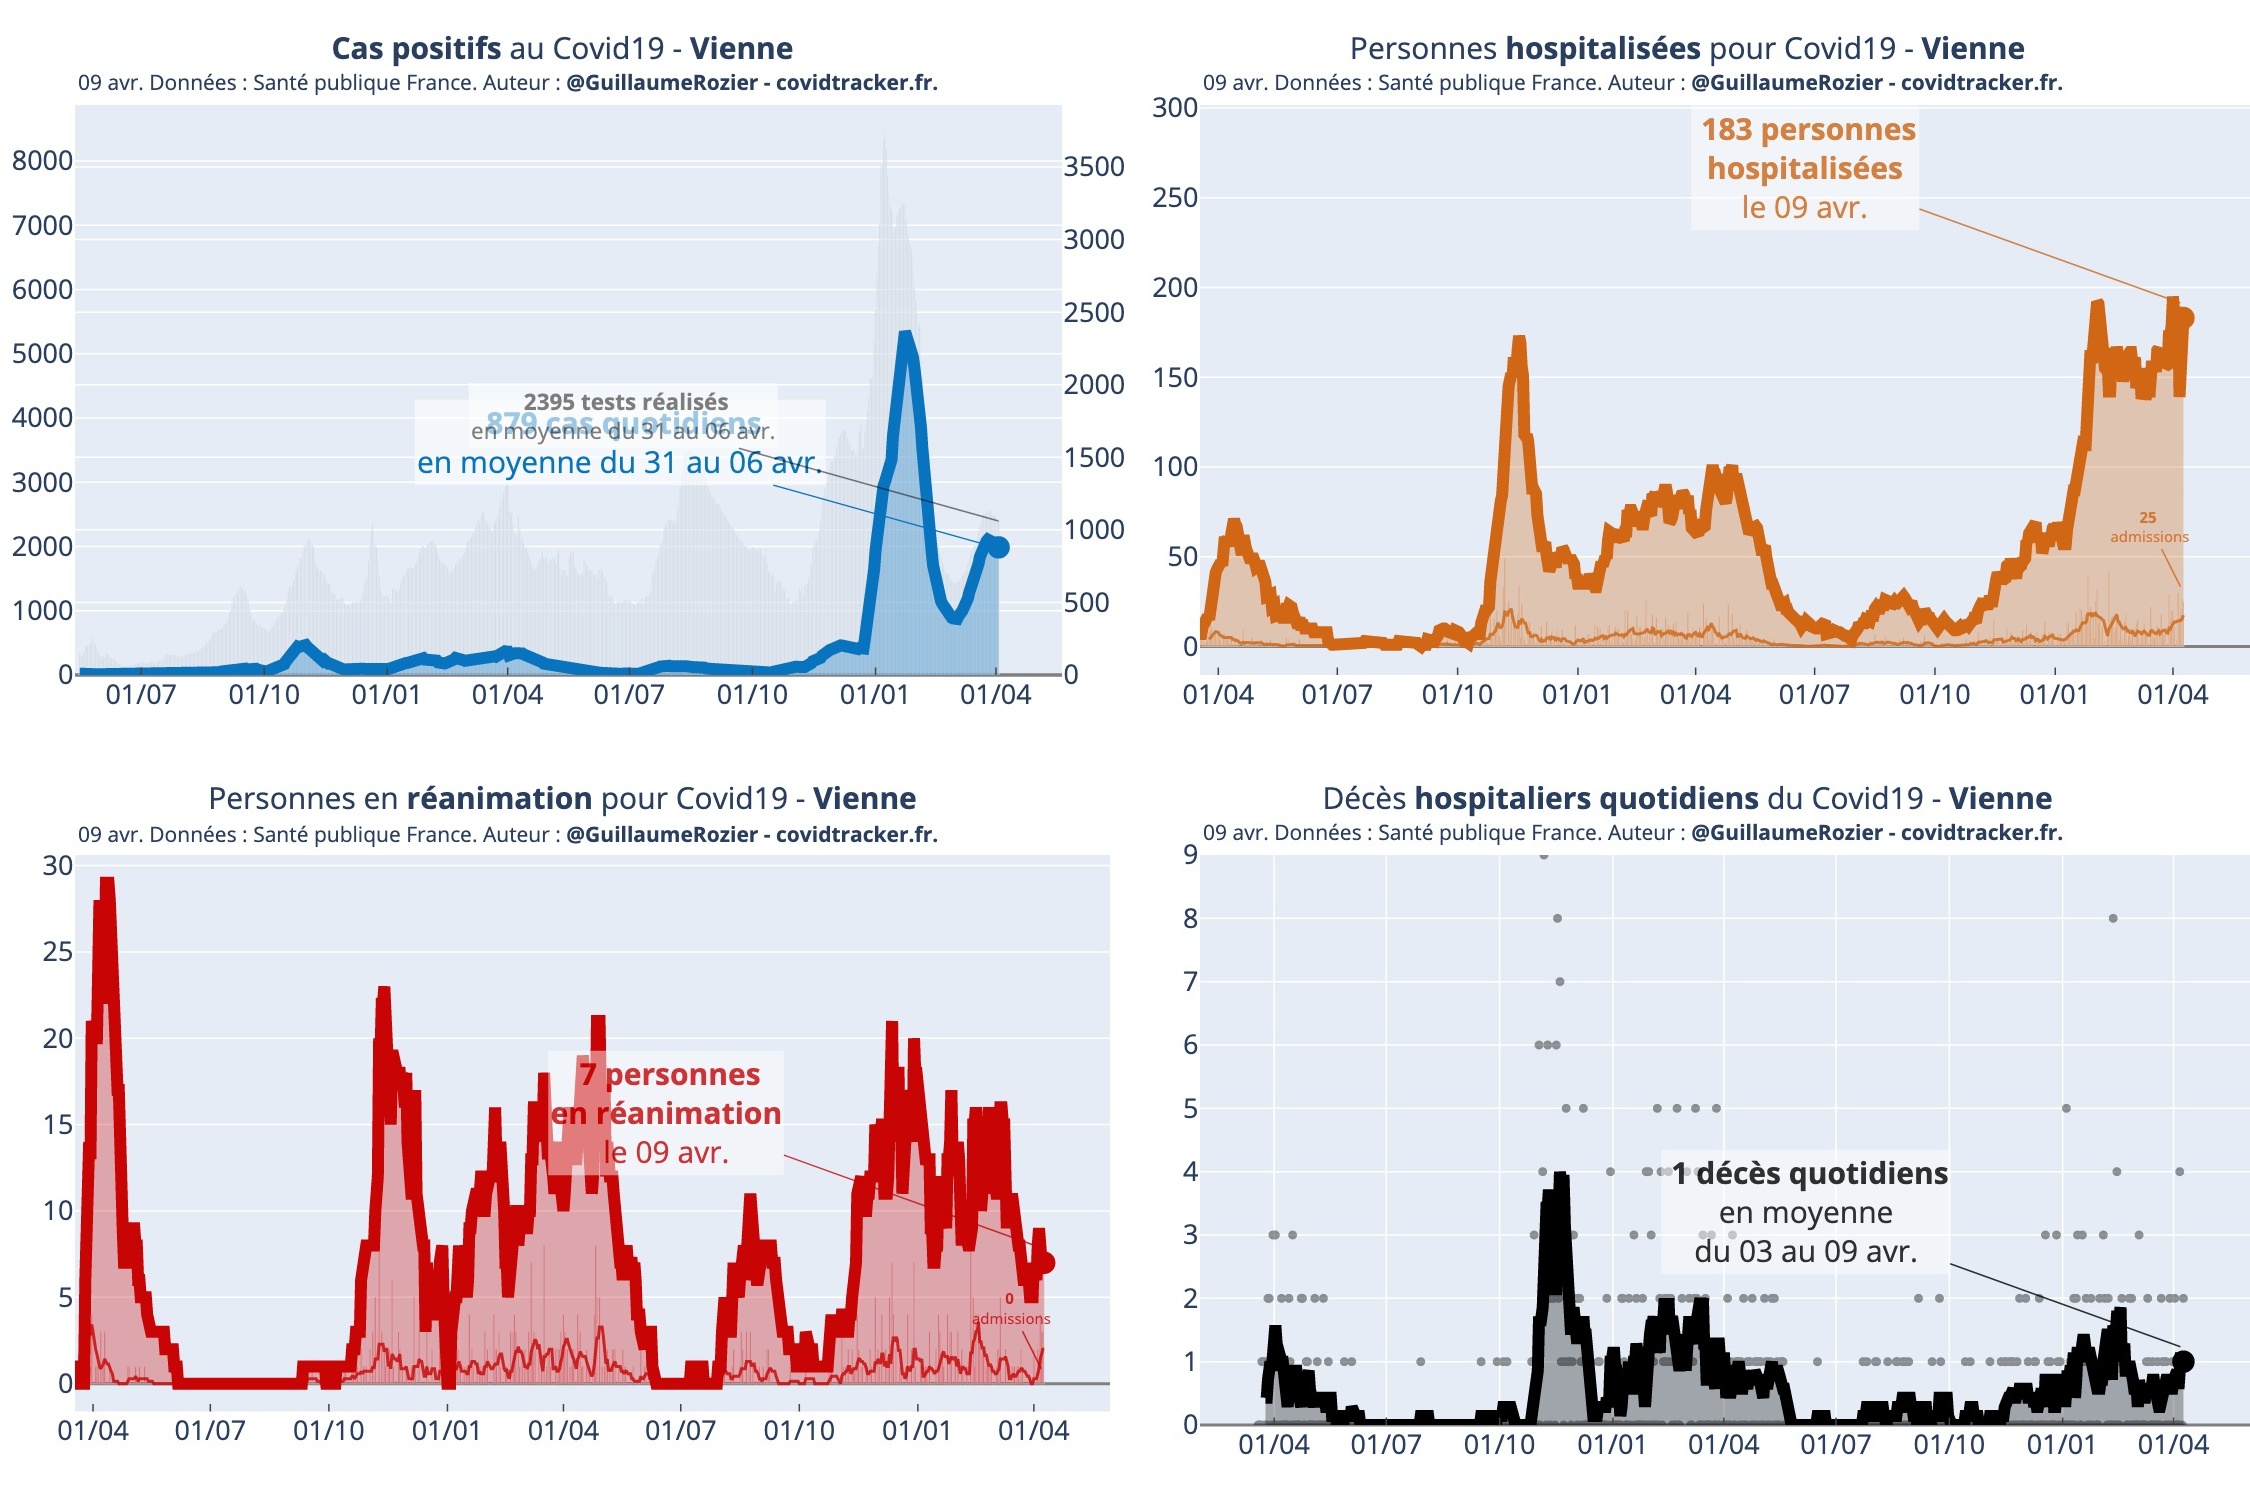 Cas positifs au Covid19 - Vienne
09 avr. Données : Santé publique France. Auteur : @GuillaumeRozier - covidtracker.fr.
8000
7000
6000
5000
4000
3000
2000
1000
0
3500
3000
2500
2000
1500
1000
500
0
2395 tests réalisés
en moyenne du 31 au 06 avr.
879 cas quotidiens
en moyenne du 31 au 06 avr.
01/07 01/10 01/01 01/04 01/07 01/10 01/01 01/04
Personnes hospitalisées pour Covid19 - Vienne
09 avr. Données : Santé publique France. Auteur : @GuillaumeRozier - covidtracker.fr.
300
250
200
150
100
50
0
183 personnes
hospitalisées
le 09 avr.
25
admissions
01/04 01/07 01/10 01/01 01/04 01/07 01/10 01/01 01/04
Personnes en réanimation pour Covid19 - Vienne
09 avr. Données : Santé publique France. Auteur : @GuillaumeRozier - covidtracker.fr.
30
25
20
15
10
5
0
7 personnes
en réanimation
le 09 avr.
0
admissions
01/04 01/07 01/10 01/01 01/04 01/07 01/10 01/01 01/04
Décès hospitaliers quotidiens du Covid19 - Vienne
09 avr. Données : Santé publique France. Auteur : @GuillaumeRozier - covidtracker.fr.
9
8
7
6
5
4
3
2
1
0
1 décès quotidiens
en moyenne
du 03 au 09 avr.
01/04 01/07 01/10 01/01 01/04 01/07 01/10 01/01 01/04